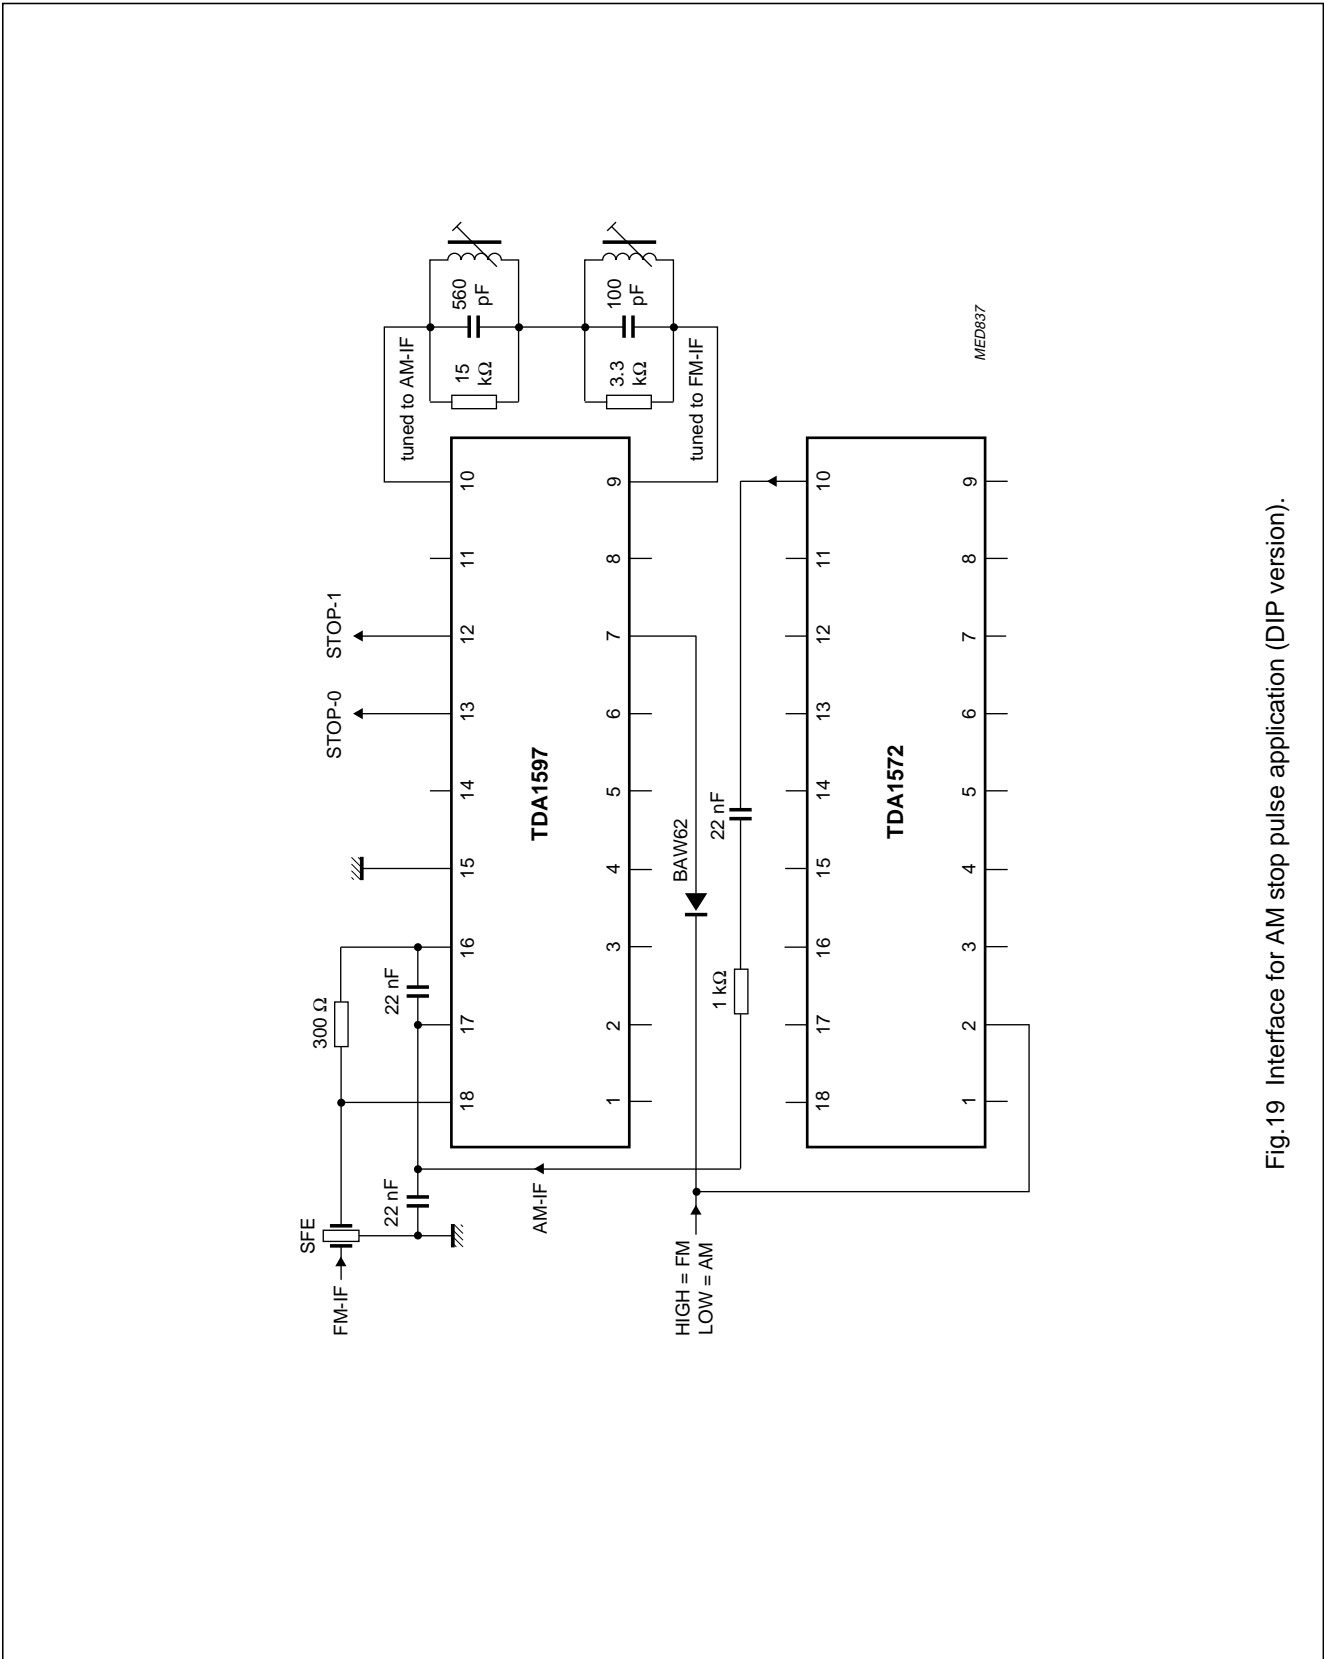 FM-IF
SFE
300 Ω
22 nF
22 nF
STOP-0
STOP-1
tuned to AM-IF
15
kΩ
560
pF
3.3
kΩ
100
pF
tuned to FM-IF
18
17
16
15
14
13
12
11
10
TDA1597
1
2
3
4
5
6
7
8
9
AM-IF
HIGH = FM
LOW = AM
BAW62
1 kΩ
22 nF
18
17
16
15
14
13
12
11
10
TDA1572
1
2
3
4
5
6
7
8
9
MED837
Fig.19 Interface for AM stop pulse application (DIP version).